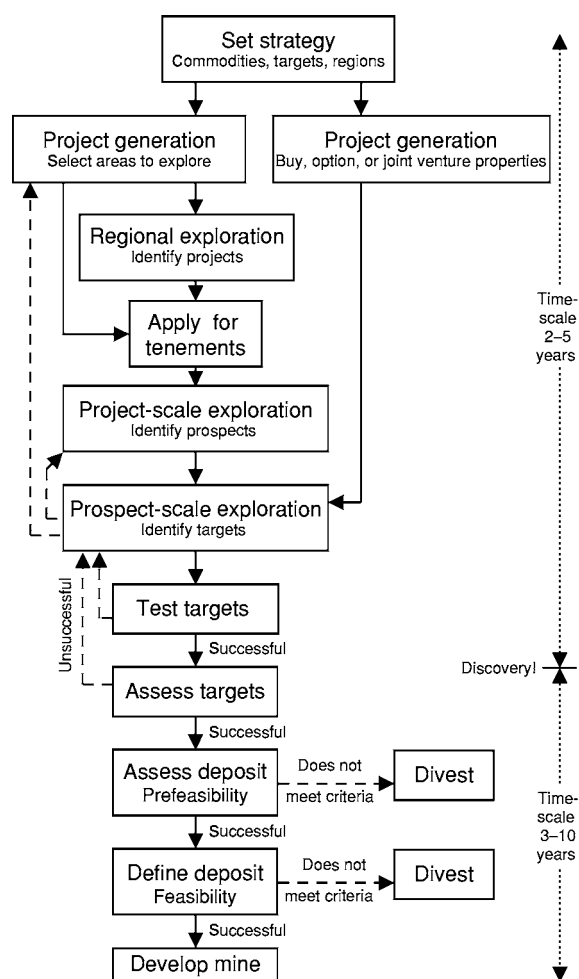 Set strategy
Commodities, targets, regions
Project generation
Select areas to explore
Project generation
Buy, option, or joint venture properties
Regional exploration
Identify projects
Time-
scale
2–5
years
Apply for
tenements
Project-scale exploration
Identify prospects
Prospect-scale exploration
Identify targets
Unsuccessful
Test targets
Successful
Discovery!
Assess targets
Successful
Assess deposit
Prefeasibility
Does not
meet criteria
Divest
Time-
scale
3–10
years
Successful
Define deposit
Feasibility
Does not
meet criteria
Divest
Successful
Develop mine